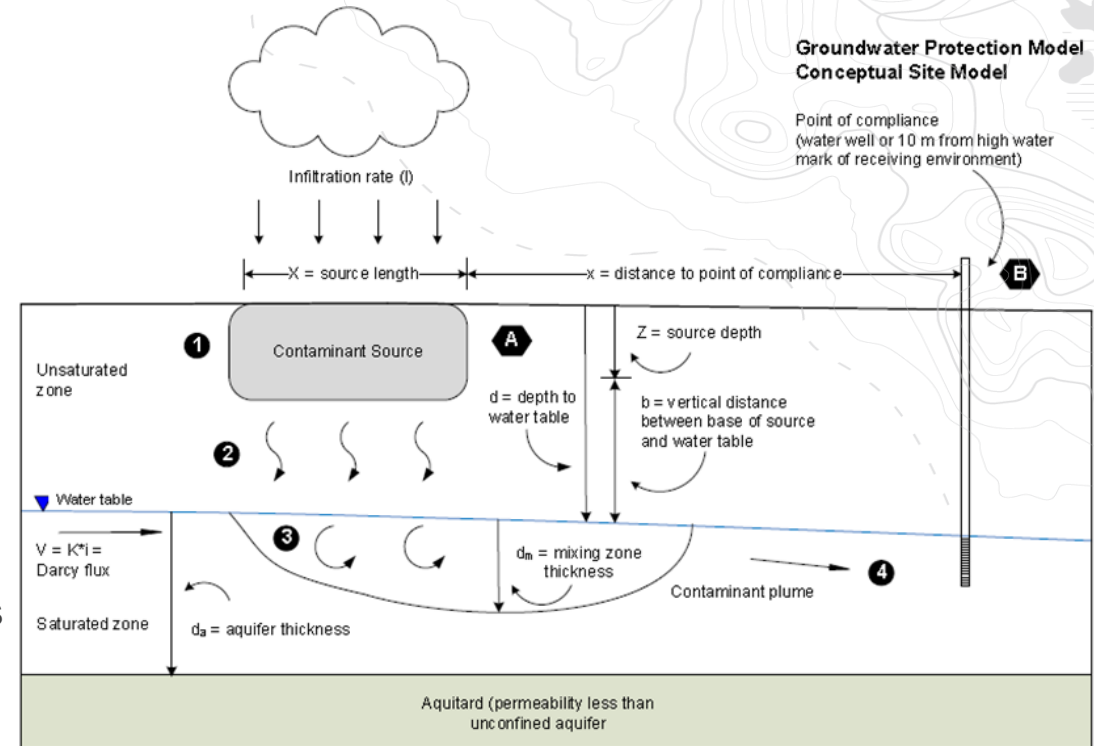 Groundwater Protection Model
Conceptual Site Model
Point of compliance
(water well or 10 m from high water
mark of receiving environment)
Infiltration rate (I)
X = source length
x = distance to point of compliance
B
1
Contaminant Source
A
Z = source depth
Unsaturated
zone
d = depth to
water table
b = vertical distance
between base of source
and water table
2
Water table
3
V = K*i =
Darcy flux
dm = mixing zone
thickness
4
Contaminant plume
s
Saturated zone
da = aquifer thickness
Aquitard (permeability less than
unconfined aquifer